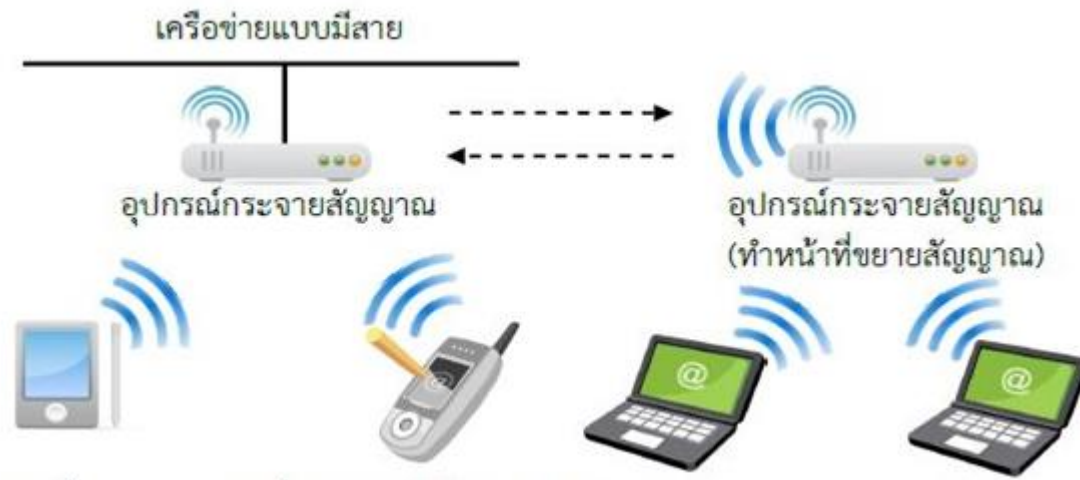 เครือข่ายแบบมีสาย
อุปกรณ์กระจายสัญญาณ
อุปกรณ์กระจายสัญญาณ
(ทำหน้าที่ขยายสัญญาณ)
@
@
@